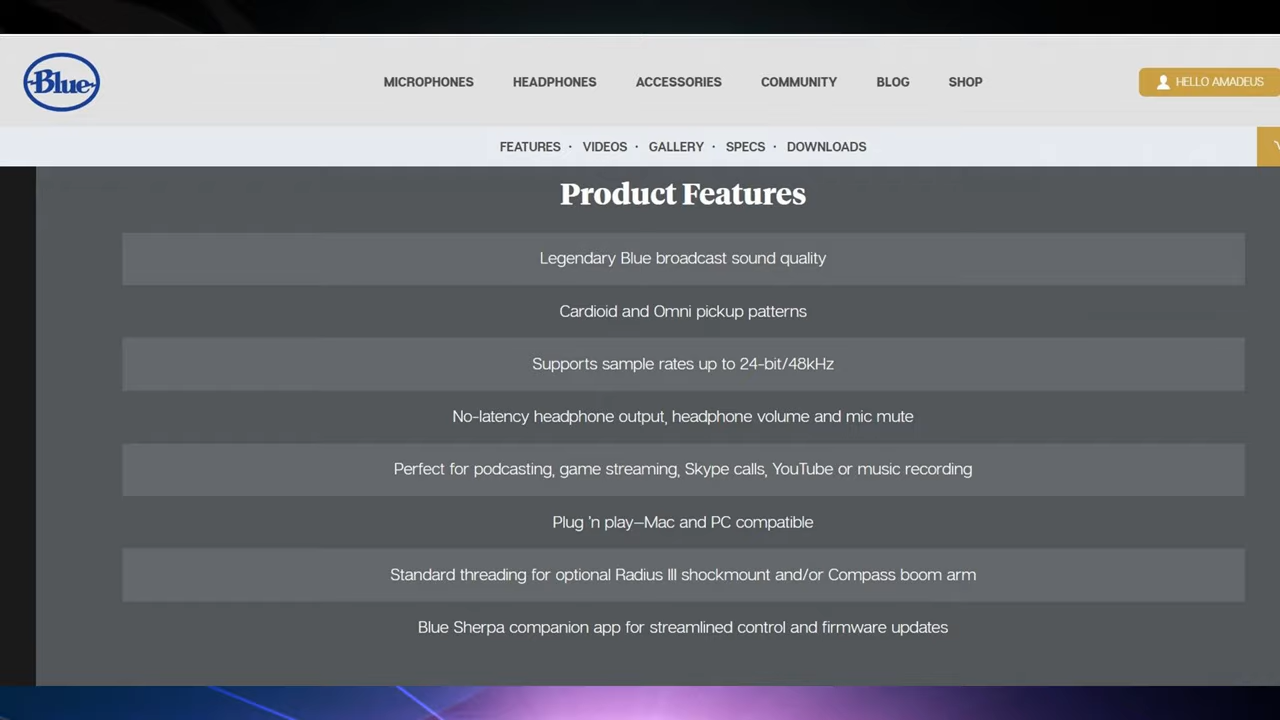 Blue
MICROPHONES HEADPHONES ACCESSORIES COMMUNITY BLOG SHOP
HELLO AMADEUS
FEATURES · VIDEOS · GALLERY · SPECS · DOWNLOADS
Product Features
Legendary Blue broadcast sound quality
Cardioid and Omni pickup patterns
Supports sample rates up to 24-bit/48kHz
No-latency headphone output, headphone volume and mic mute
Perfect for podcasting, game streaming, Skype calls, YouTube or music recording
Plug 'n play—Mac and PC compatible
Standard threading for optional Radius III shockmount and/or Compass boom arm
Blue Sherpa companion app for streamlined control and firmware updates